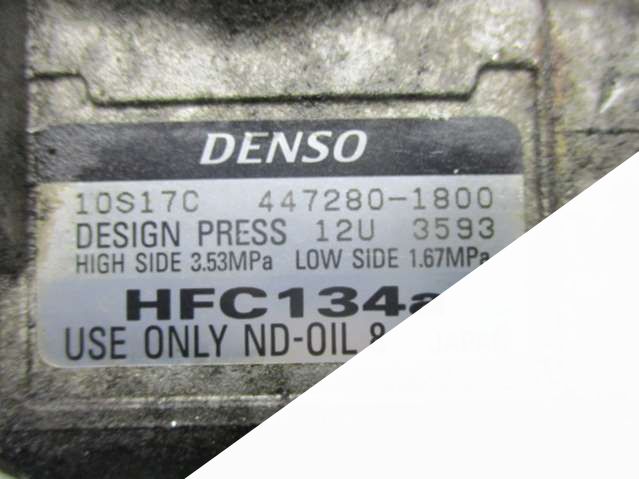 DENSO
10S17C 447280-1800
DESIGN PRESS 12U 3593
HIGH SIDE 3.53MPa LOW SIDE 1.67MPa
HFC134a
USE ONLY ND-OIL 8 JAPAN